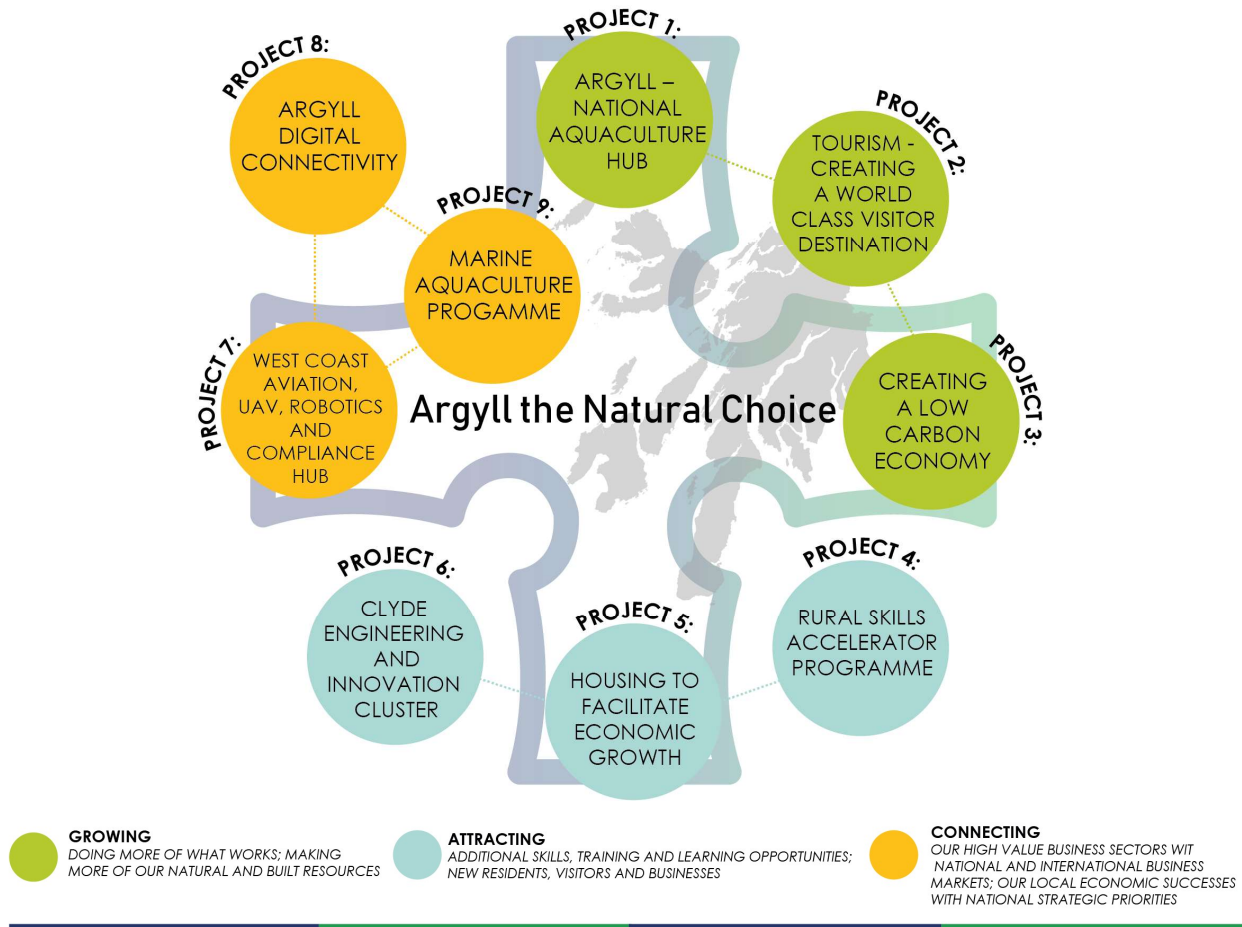 PROJECT 1:
ARGYLL –
NATIONAL
AQUACULTURE
HUB
PROJECT 2:
TOURISM -
CREATING
A WORLD
CLASS VISITOR
DESTINATION
PROJECT 3:
CREATING
A LOW
CARBON
ECONOMY
PROJECT 4:
RURAL SKILLS
ACCELERATOR
PROGRAMME
PROJECT 5:
HOUSING TO
FACILITATE
ECONOMIC
GROWTH
PROJECT 6:
CLYDE
ENGINEERING
AND
INNOVATION
CLUSTER
PROJECT 7:
WEST COAST
AVIATION,
UAV, ROBOTICS
AND
COMPLIANCE
HUB
PROJECT 8:
ARGYLL
DIGITAL
CONNECTIVITY
PROJECT 9:
MARINE
AQUACULTURE
PROGAMME
Argyll the Natural Choice
GROWING
DOING MORE OF WHAT WORKS; MAKING
MORE OF OUR NATURAL AND BUILT RESOURCES
ATTRACTING
ADDITIONAL SKILLS, TRAINING AND LEARNING OPPORTUNITIES;
NEW RESIDENTS, VISITORS AND BUSINESSES
CONNECTING
OUR HIGH VALUE BUSINESS SECTORS WIT
NATIONAL AND INTERNATIONAL BUSINESS
MARKETS; OUR LOCAL ECONOMIC SUCCESSES
WITH NATIONAL STRATEGIC PRIORITIES